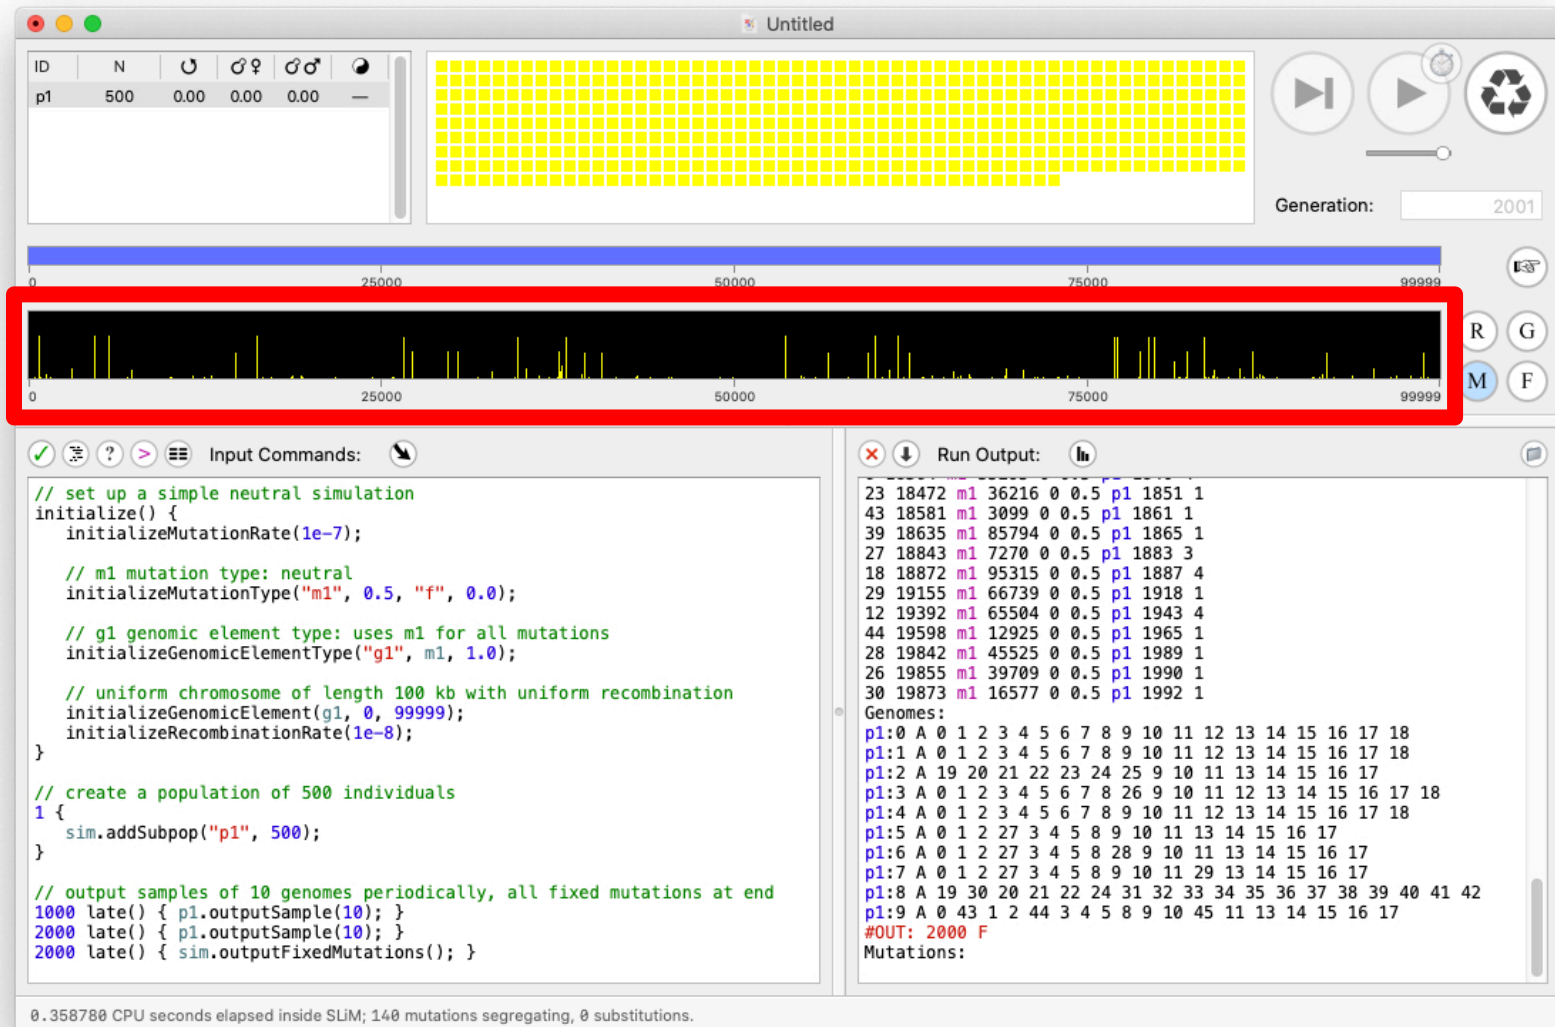 Untitled
ID N
p1 500 0.00 0.00 0.00 —
Generation: 2001
0 25000 50000 75000 99999
R G
M F
0 25000 50000 75000 99999
? > Input Commands:
// set up a simple neutral simulation
initialize() {
initializeMutationRate(1e-7);
// m1 mutation type: neutral
initializeMutationType("m1", 0.5, "f", 0.0);
// g1 genomic element type: uses m1 for all mutations
initializeGenomicElementType("g1", m1, 1.0);
// uniform chromosome of length 100 kb with uniform recombination
initializeGenomicElement(g1, 0, 99999);
initializeRecombinationRate(1e-8);
}
// create a population of 500 individuals
1 {
sim.addSubpop("p1", 500);
}
// output samples of 10 genomes periodically, all fixed mutations at end
1000 late() { p1.outputSample(10); }
2000 late() { p1.outputSample(10); }
2000 late() { sim.outputFixedMutations(); }
Run Output:
23 18472 m1 36216 0 0.5 p1 1851 1
43 18581 m1 3099 0 0.5 p1 1861 1
39 18635 m1 85794 0 0.5 p1 1865 1
27 18843 m1 7270 0 0.5 p1 1883 3
18 18872 m1 95315 0 0.5 p1 1887 4
29 19155 m1 66739 0 0.5 p1 1918 1
12 19392 m1 65504 0 0.5 p1 1943 4
44 19598 m1 12925 0 0.5 p1 1965 1
28 19842 m1 45525 0 0.5 p1 1989 1
26 19855 m1 39709 0 0.5 p1 1990 1
30 19873 m1 16577 0 0.5 p1 1992 1
Genomes:
p1:0 A 0 1 2 3 4 5 6 7 8 9 10 11 12 13 14 15 16 17 18
p1:1 A 0 1 2 3 4 5 6 7 8 9 10 11 12 13 14 15 16 17 18
p1:2 A 19 20 21 22 23 24 25 9 10 11 13 14 15 16 17
p1:3 A 0 1 2 3 4 5 6 7 8 26 9 10 11 12 13 14 15 16 17 18
p1:4 A 0 1 2 3 4 5 6 7 8 9 10 11 12 13 14 15 16 17 18
p1:5 A 0 1 2 27 3 4 5 8 9 10 11 13 14 15 16 17
p1:6 A 0 1 2 27 3 4 5 8 28 9 10 11 13 14 15 16 17
p1:7 A 0 1 2 27 3 4 5 8 9 10 11 29 13 14 15 16 17
p1:8 A 19 30 20 21 22 24 31 32 33 34 35 36 37 38 39 40 41 42
p1:9 A 0 43 1 2 44 3 4 5 8 9 10 45 11 13 14 15 16 17
#OUT: 2000 F
Mutations:
0.358780 CPU seconds elapsed inside SLiM; 140 mutations segregating, 0 substitutions.